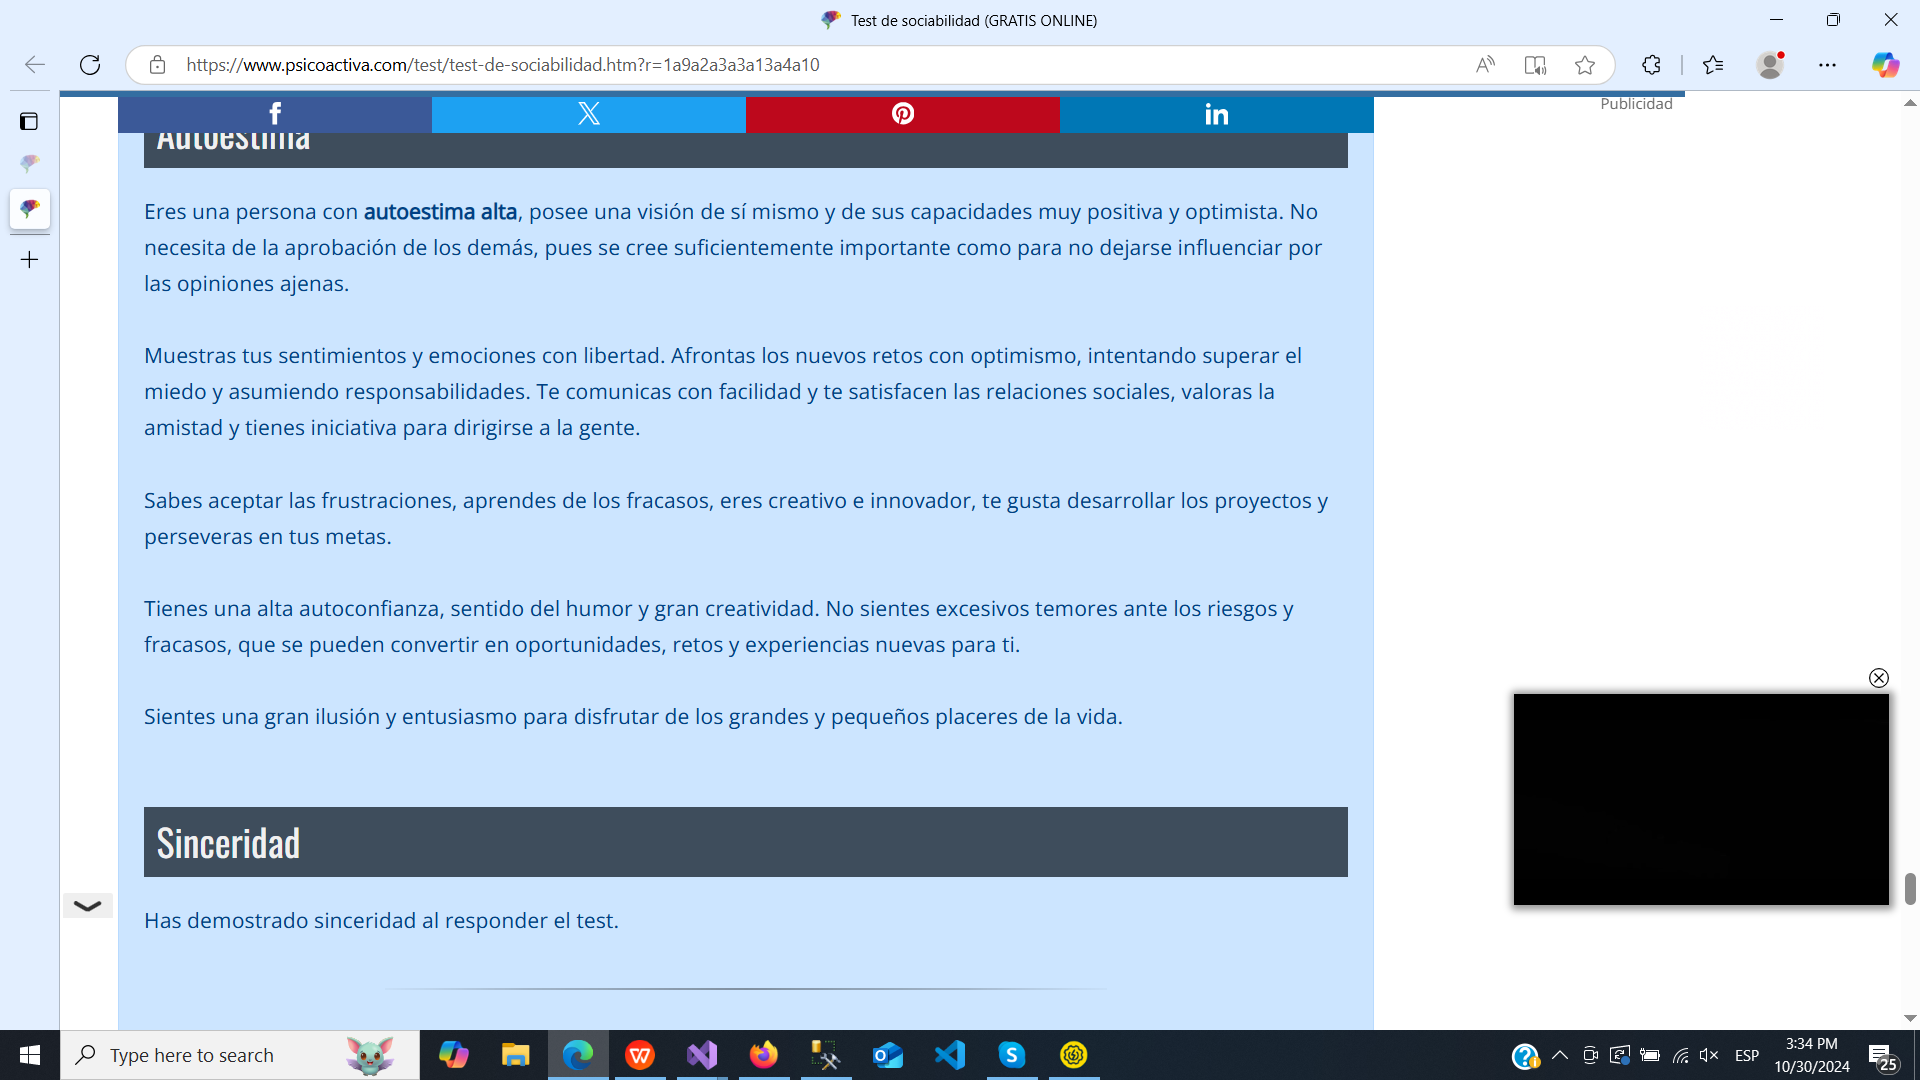 Test de sociabilidad (GRATIS ONLINE)
https://www.psicoactiva.com/test/test-de-sociabilidad.htm?r=1a9a2a3a3a13a4a10
Publicidad
Autoestima
Eres una persona con autoestima alta, posee una visión de sí mismo y de sus capacidades muy positiva y optimista. No
necesita de la aprobación de los demás, pues se cree suficientemente importante como para no dejarse influenciar por
las opiniones ajenas.
Muestras tus sentimientos y emociones con libertad. Afrontas los nuevos retos con optimismo, intentando superar el
miedo y asumiendo responsabilidades. Te comunicas con facilidad y te satisfacen las relaciones sociales, valoras la
amistad y tienes iniciativa para dirigirse a la gente.
Sabes aceptar las frustraciones, aprendes de los fracasos, eres creativo e innovador, te gusta desarrollar los proyectos y
perseveras en tus metas.
Tienes una alta autoconfianza, sentido del humor y gran creatividad. No sientes excesivos temores ante los riesgos y
fracasos, que se pueden convertir en oportunidades, retos y experiencias nuevas para ti.
Sientes una gran ilusión y entusiasmo para disfrutar de los grandes y pequeños placeres de la vida.
Sinceridad
Has demostrado sinceridad al responder el test.
Type here to search
ESP
3:34 PM
10/30/2024
25